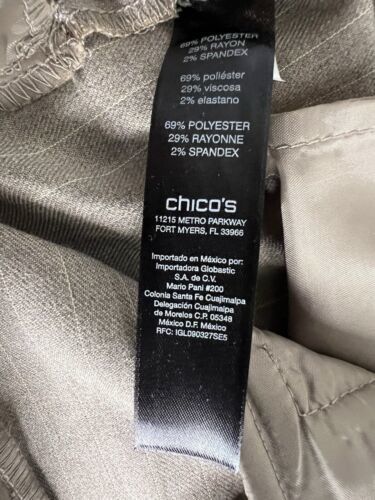 69% POLYESTER
29% RAYON
2% SPANDEX
69% poliéster
29% viscosa
2% elastano
69% POLYESTER
29% RAYONNE
2% SPANDEX
chico's
11215 METRO PARKWAY
FORT MYERS, FL 33966
Importado en México por:
Importadora Globastic
S.A. de C.V.
Mario Pani #200
Colonia Santa Fe Cuajimalpa
Delegación Cuajimalpa
de Morelos C.P. 05348
México D.F. México
RFC: IGL090327SE5